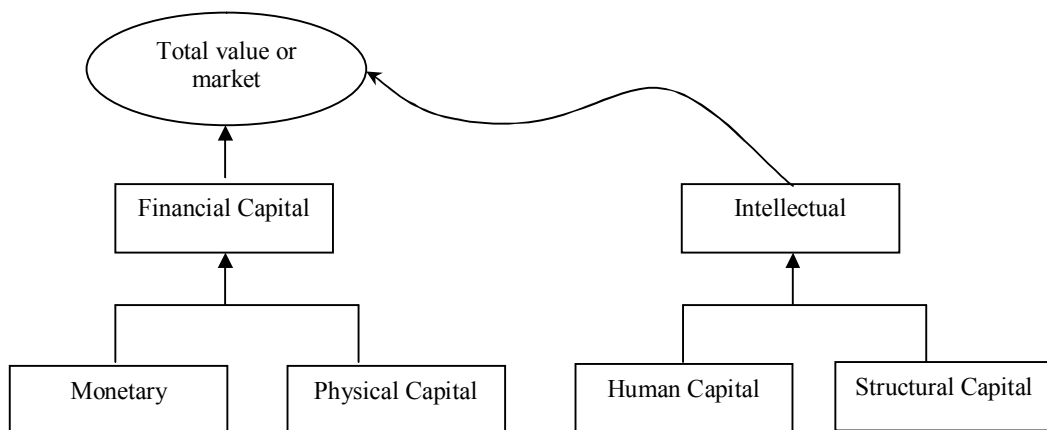 Total value or
market
Financial Capital
Intellectual
Monetary
Physical Capital
Human Capital
Structural Capital